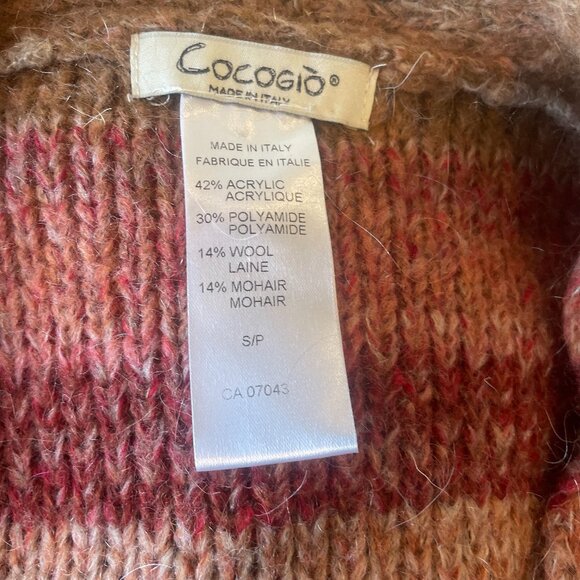 COCOGIÒ®
MADE IN ITALY
MADE IN ITALY
FABRIQUE EN ITALIE
42% ACRYLIC
ACRYLIQUE
30% POLYAMIDE
POLYAMIDE
14% WOOL
LAINE
14% MOHAIR
MOHAIR
S/P
CA 07043